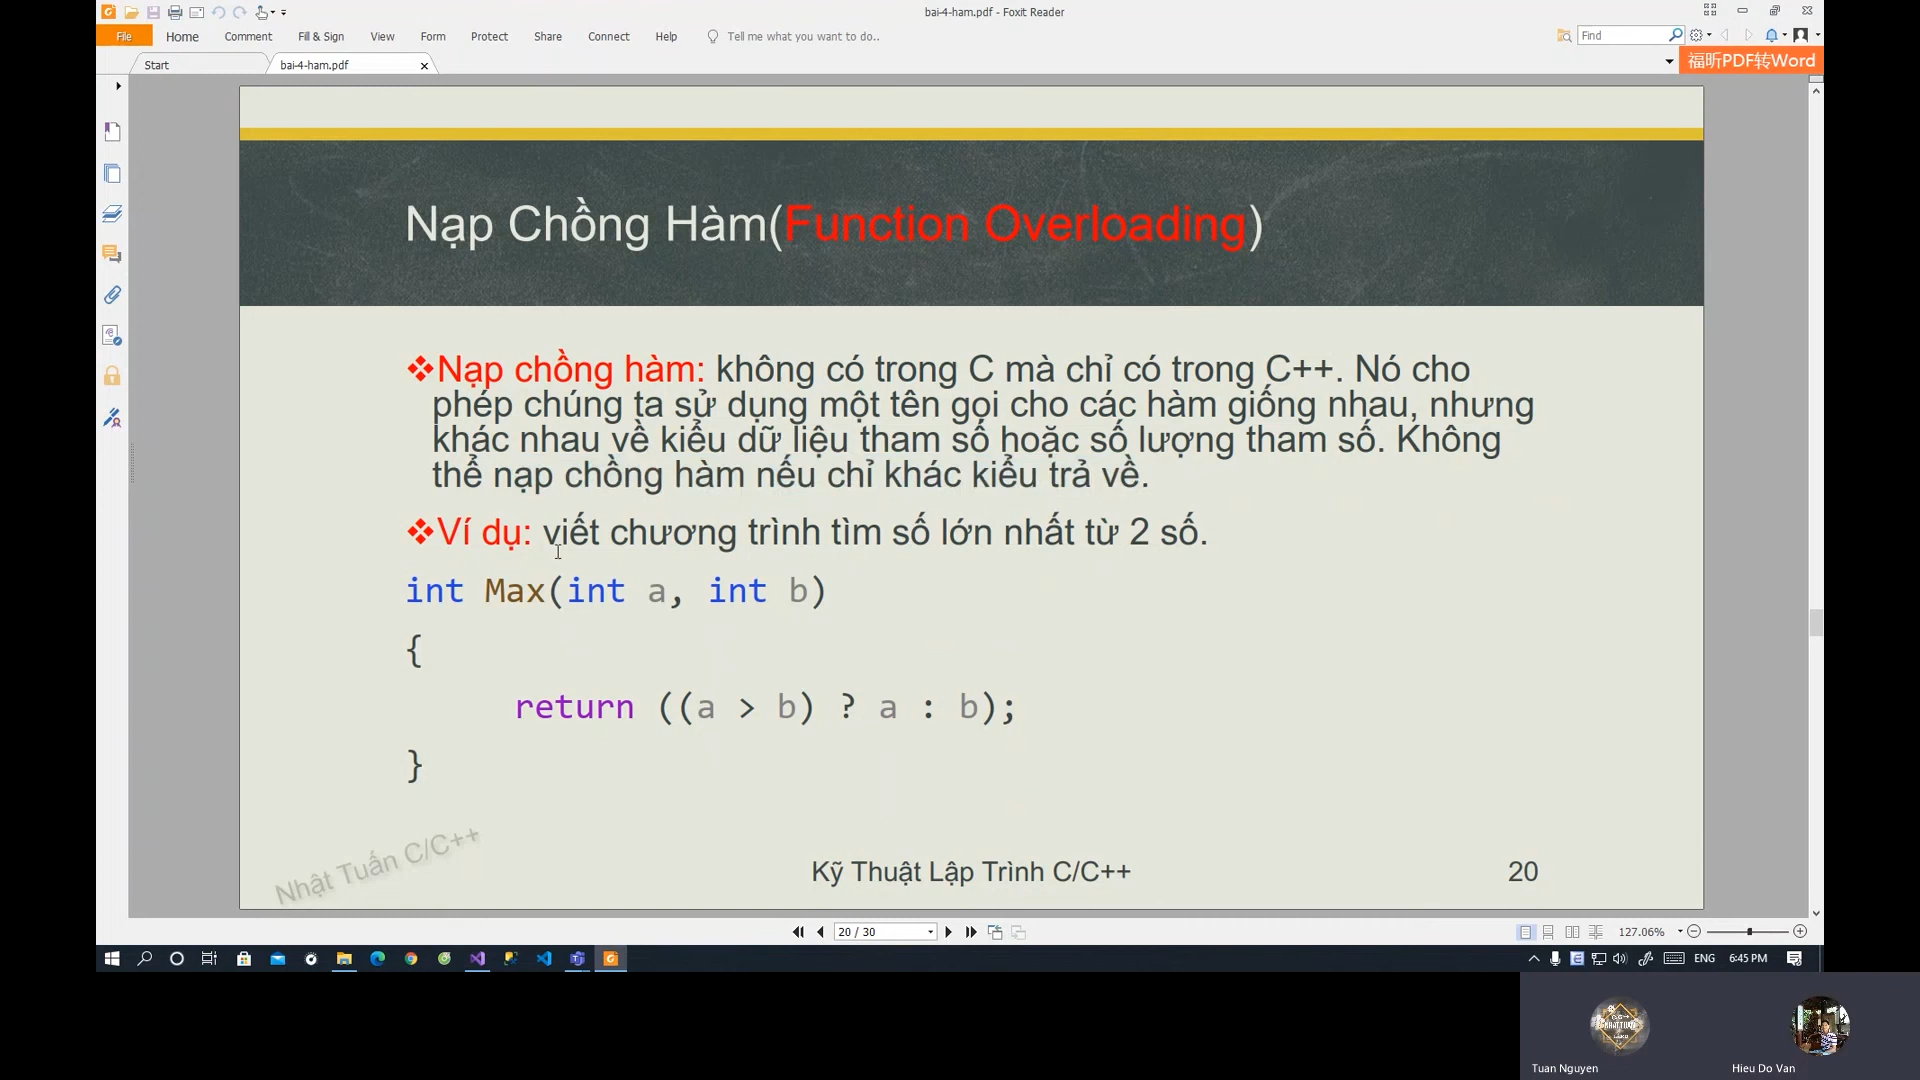 bai-4-ham.pdf - Foxit Reader
File Home Comment Fill & Sign View Form Protect Share Connect Help Tell me what you want to do.. Find
Start bai-4-ham.pdf 福昕PDF转Word
Nạp Chồng Hàm(Function Overloading)
❖Nạp chồng hàm: không có trong C mà chỉ có trong C++. Nó cho
phép chúng ta sử dụng một tên gọi cho các hàm giống nhau, nhưng
khác nhau về kiểu dữ liệu tham số hoặc số lượng tham số. Không
thể nạp chồng hàm nếu chỉ khác kiểu trả về.
❖Ví dụ: viết chương trình tìm số lớn nhất từ 2 số.
int Max(int a, int b)
{
return ((a > b) ? a : b);
}
Nhật Tuấn C/C++
Kỹ Thuật Lập Trình C/C++ 20
20 / 30 127.06%
ENG 6:45 PM
Tuan Nguyen Hieu Do Van